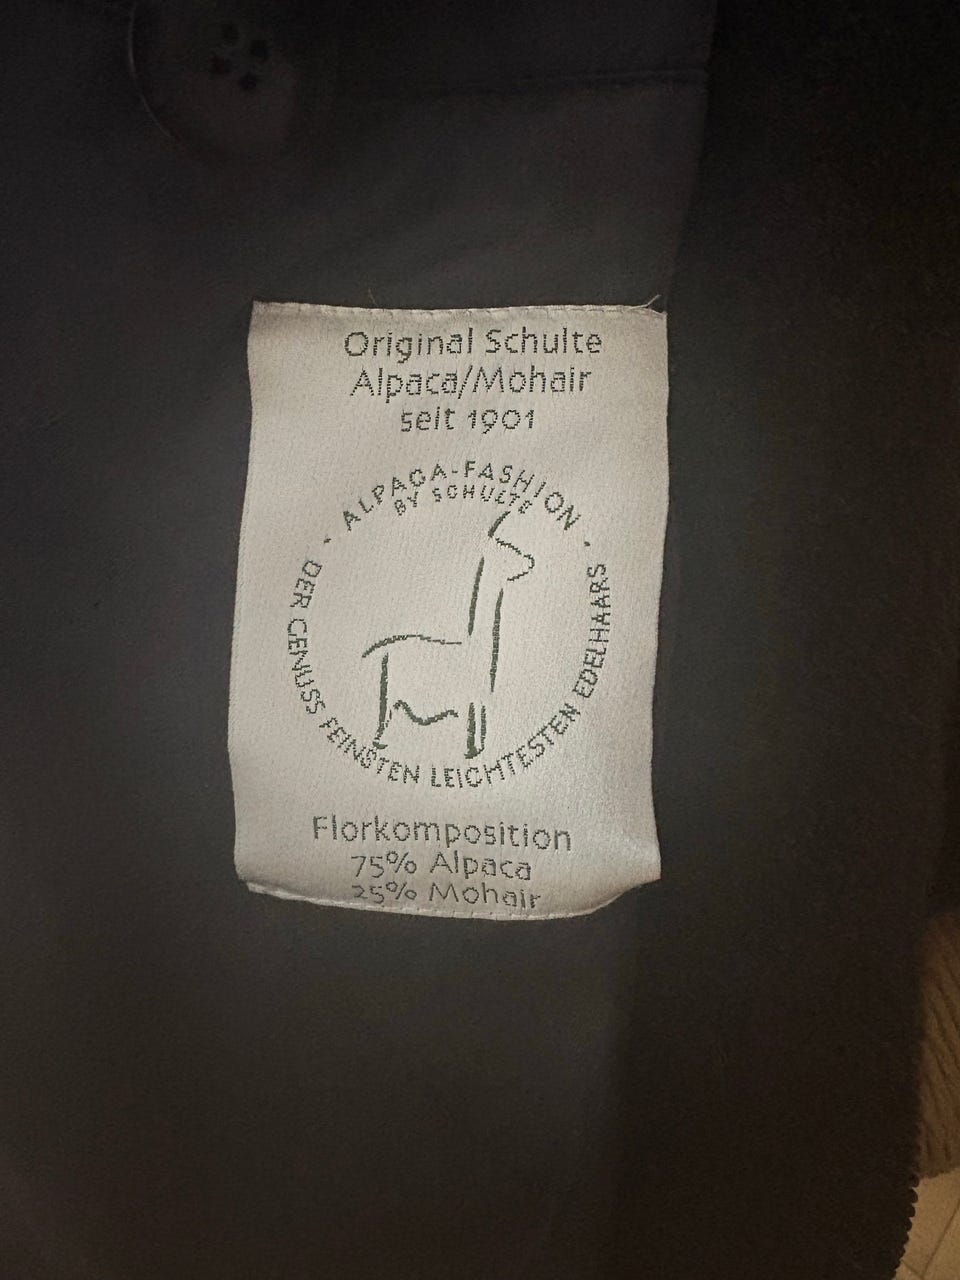 Original Schulte
Alpaca/Mohair
seit 1901
· ALPACA-FASHION ·
BY SCHULTE
DER GENUSS FEINSTEN LEICHTESTEN EDELHAARS
Florkomposition
75% Alpaca
25% Mohair